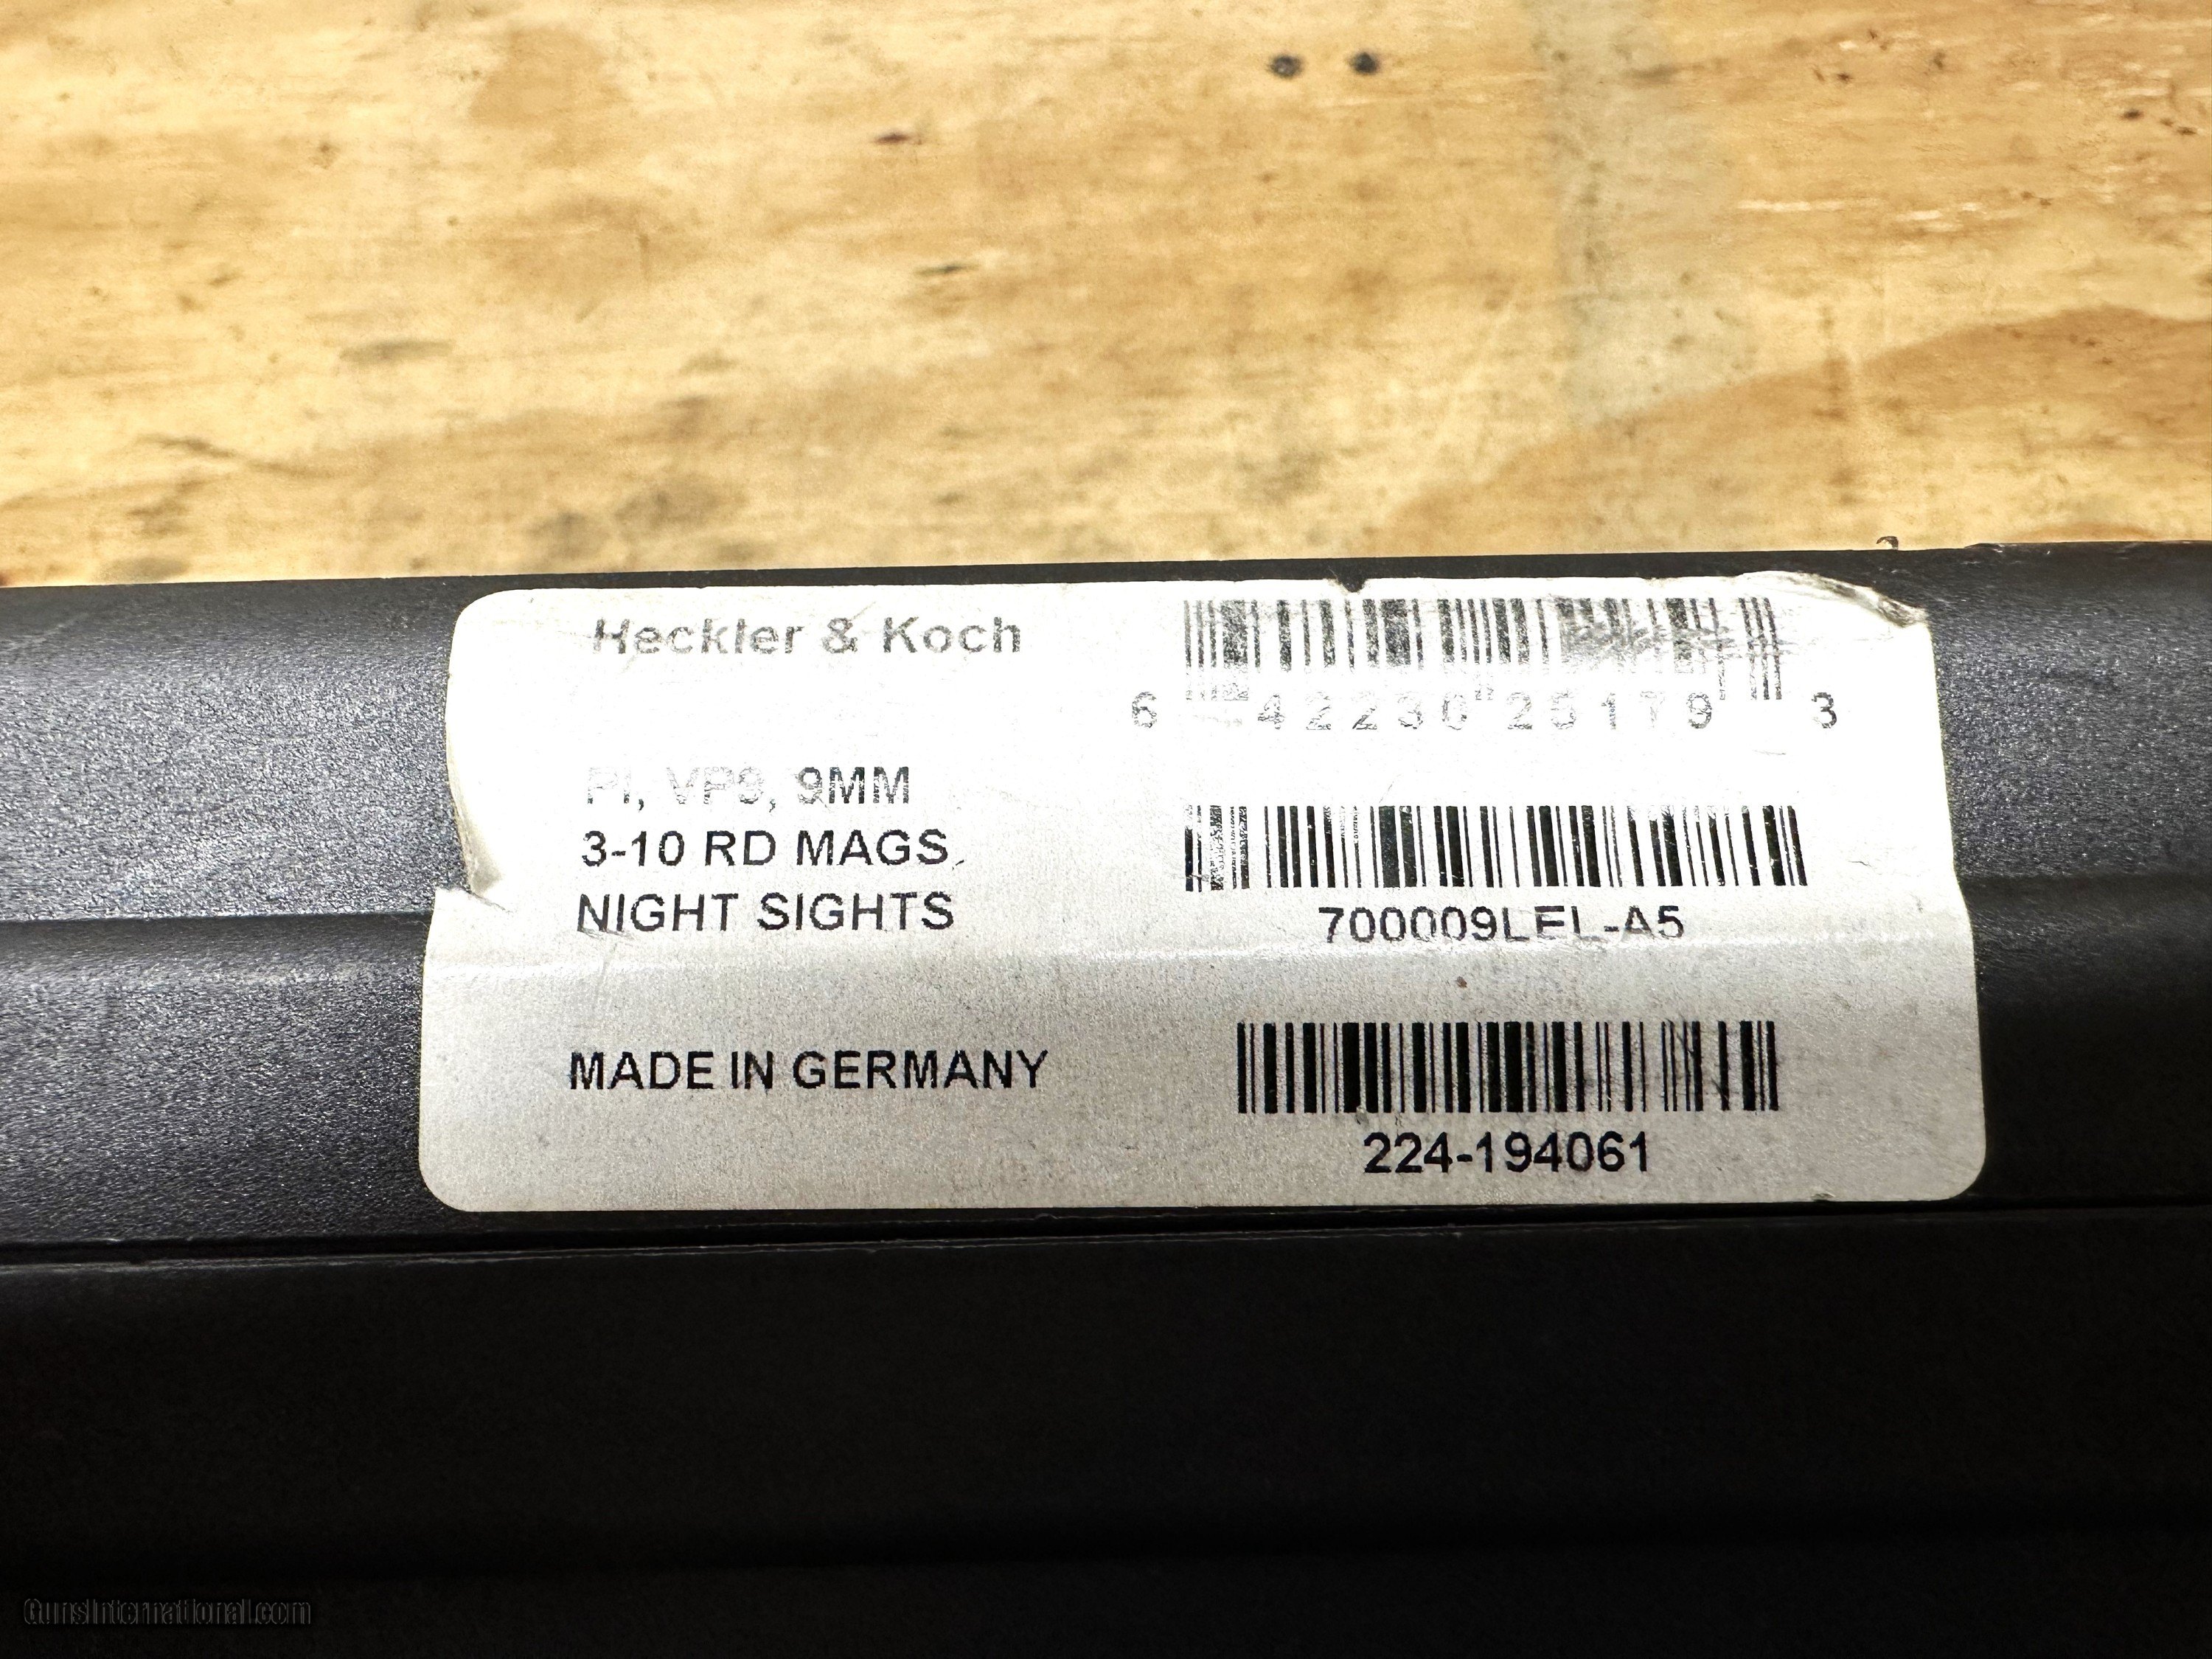 Heckler & Koch
6 42230 25179 3
PI, VP9, 9MM
3-10 RD MAGS,
NIGHT SIGHTS
700009LEL-A5
MADE IN GERMANY
224-194061
GunsInternational.com